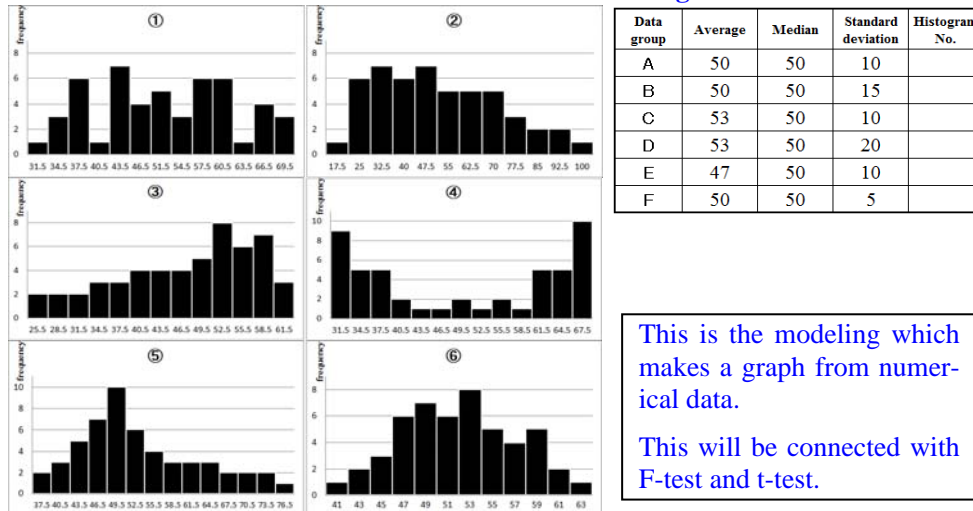 ①
frequency
8
6
4
2
0
31.5 34.5 37.5 40.5 43.5 46.5 51.5 54.5 57.5 60.5 63.5 66.5 69.5
②
frequency
8
6
4
2
0
17.5 25 32.5 40 47.5 55 62.5 70 77.5 85 92.5 100
③
frequency
8
6
4
2
0
25.5 28.5 31.5 34.5 37.5 40.5 43.5 46.5 49.5 52.5 55.5 58.5 61.5
④
frequency
10
8
6
4
2
0
31.5 34.5 37.5 40.5 43.5 46.5 49.5 52.5 55.5 58.5 61.5 64.5 67.5
⑤
frequency
10
8
6
4
2
0
37.5 40.5 43.5 46.5 49.5 52.5 55.5 58.5 61.5 64.5 67.5 70.5 73.5 76.5
⑥
frequency
8
6
4
2
0
41 43 45 47 49 51 53 55 57 59 61 63
Data group Average Median Standard deviation Histogram No.
A 50 50 10
B 50 50 15
C 53 50 10
D 53 50 20
E 47 50 10
F 50 50 5
This is the modeling which
makes a graph from numer-
ical data.
This will be connected with
F-test and t-test.